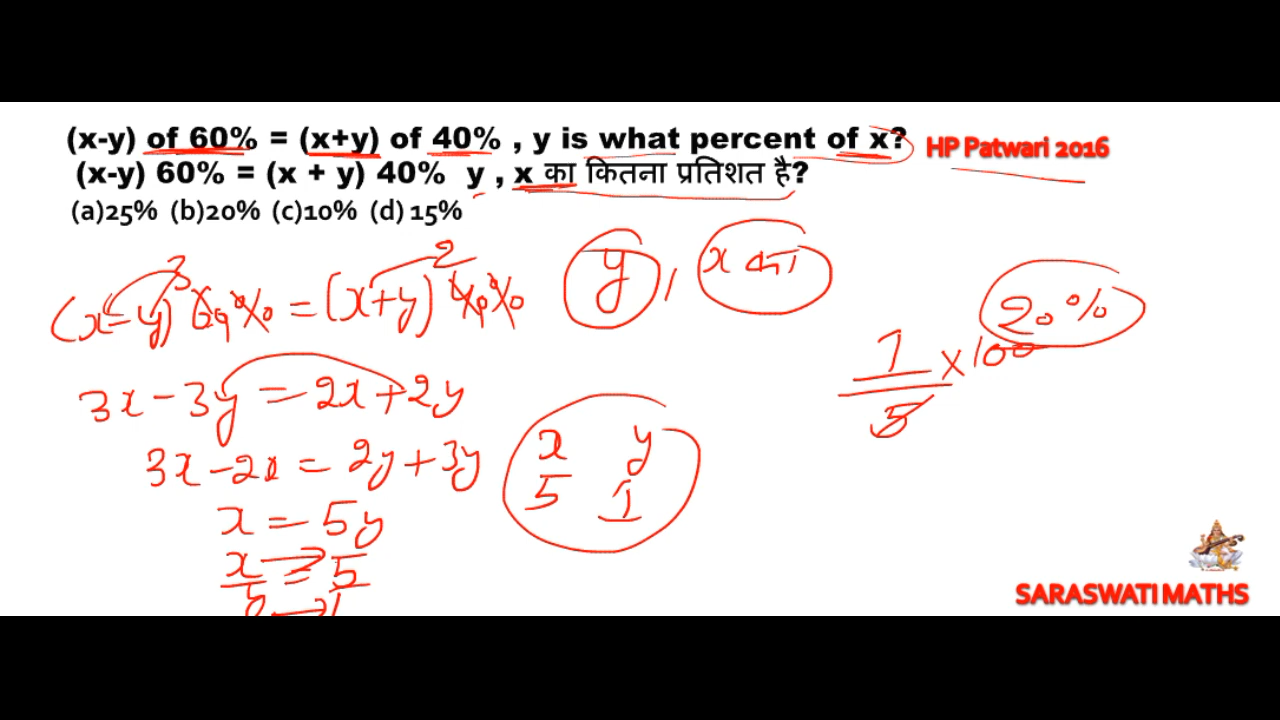 (x-y) of 60% = (x+y) of 40% , y is what percent of x? HP Patwari 2016
(x-y) 60% = (x + y) 40% y , x का कितना प्रतिशत है?
(a)25% (b)20% (c)10% (d) 15%
(x-y) 3 60% = (x+y) 2 40% y, x का
20%
1/5 x 100
3x - 3y = 2x + 2y
3x - 2x = 2y + 3y
x y
5 1
x = 5y
x/y = 5/1
SARASWATI MATHS